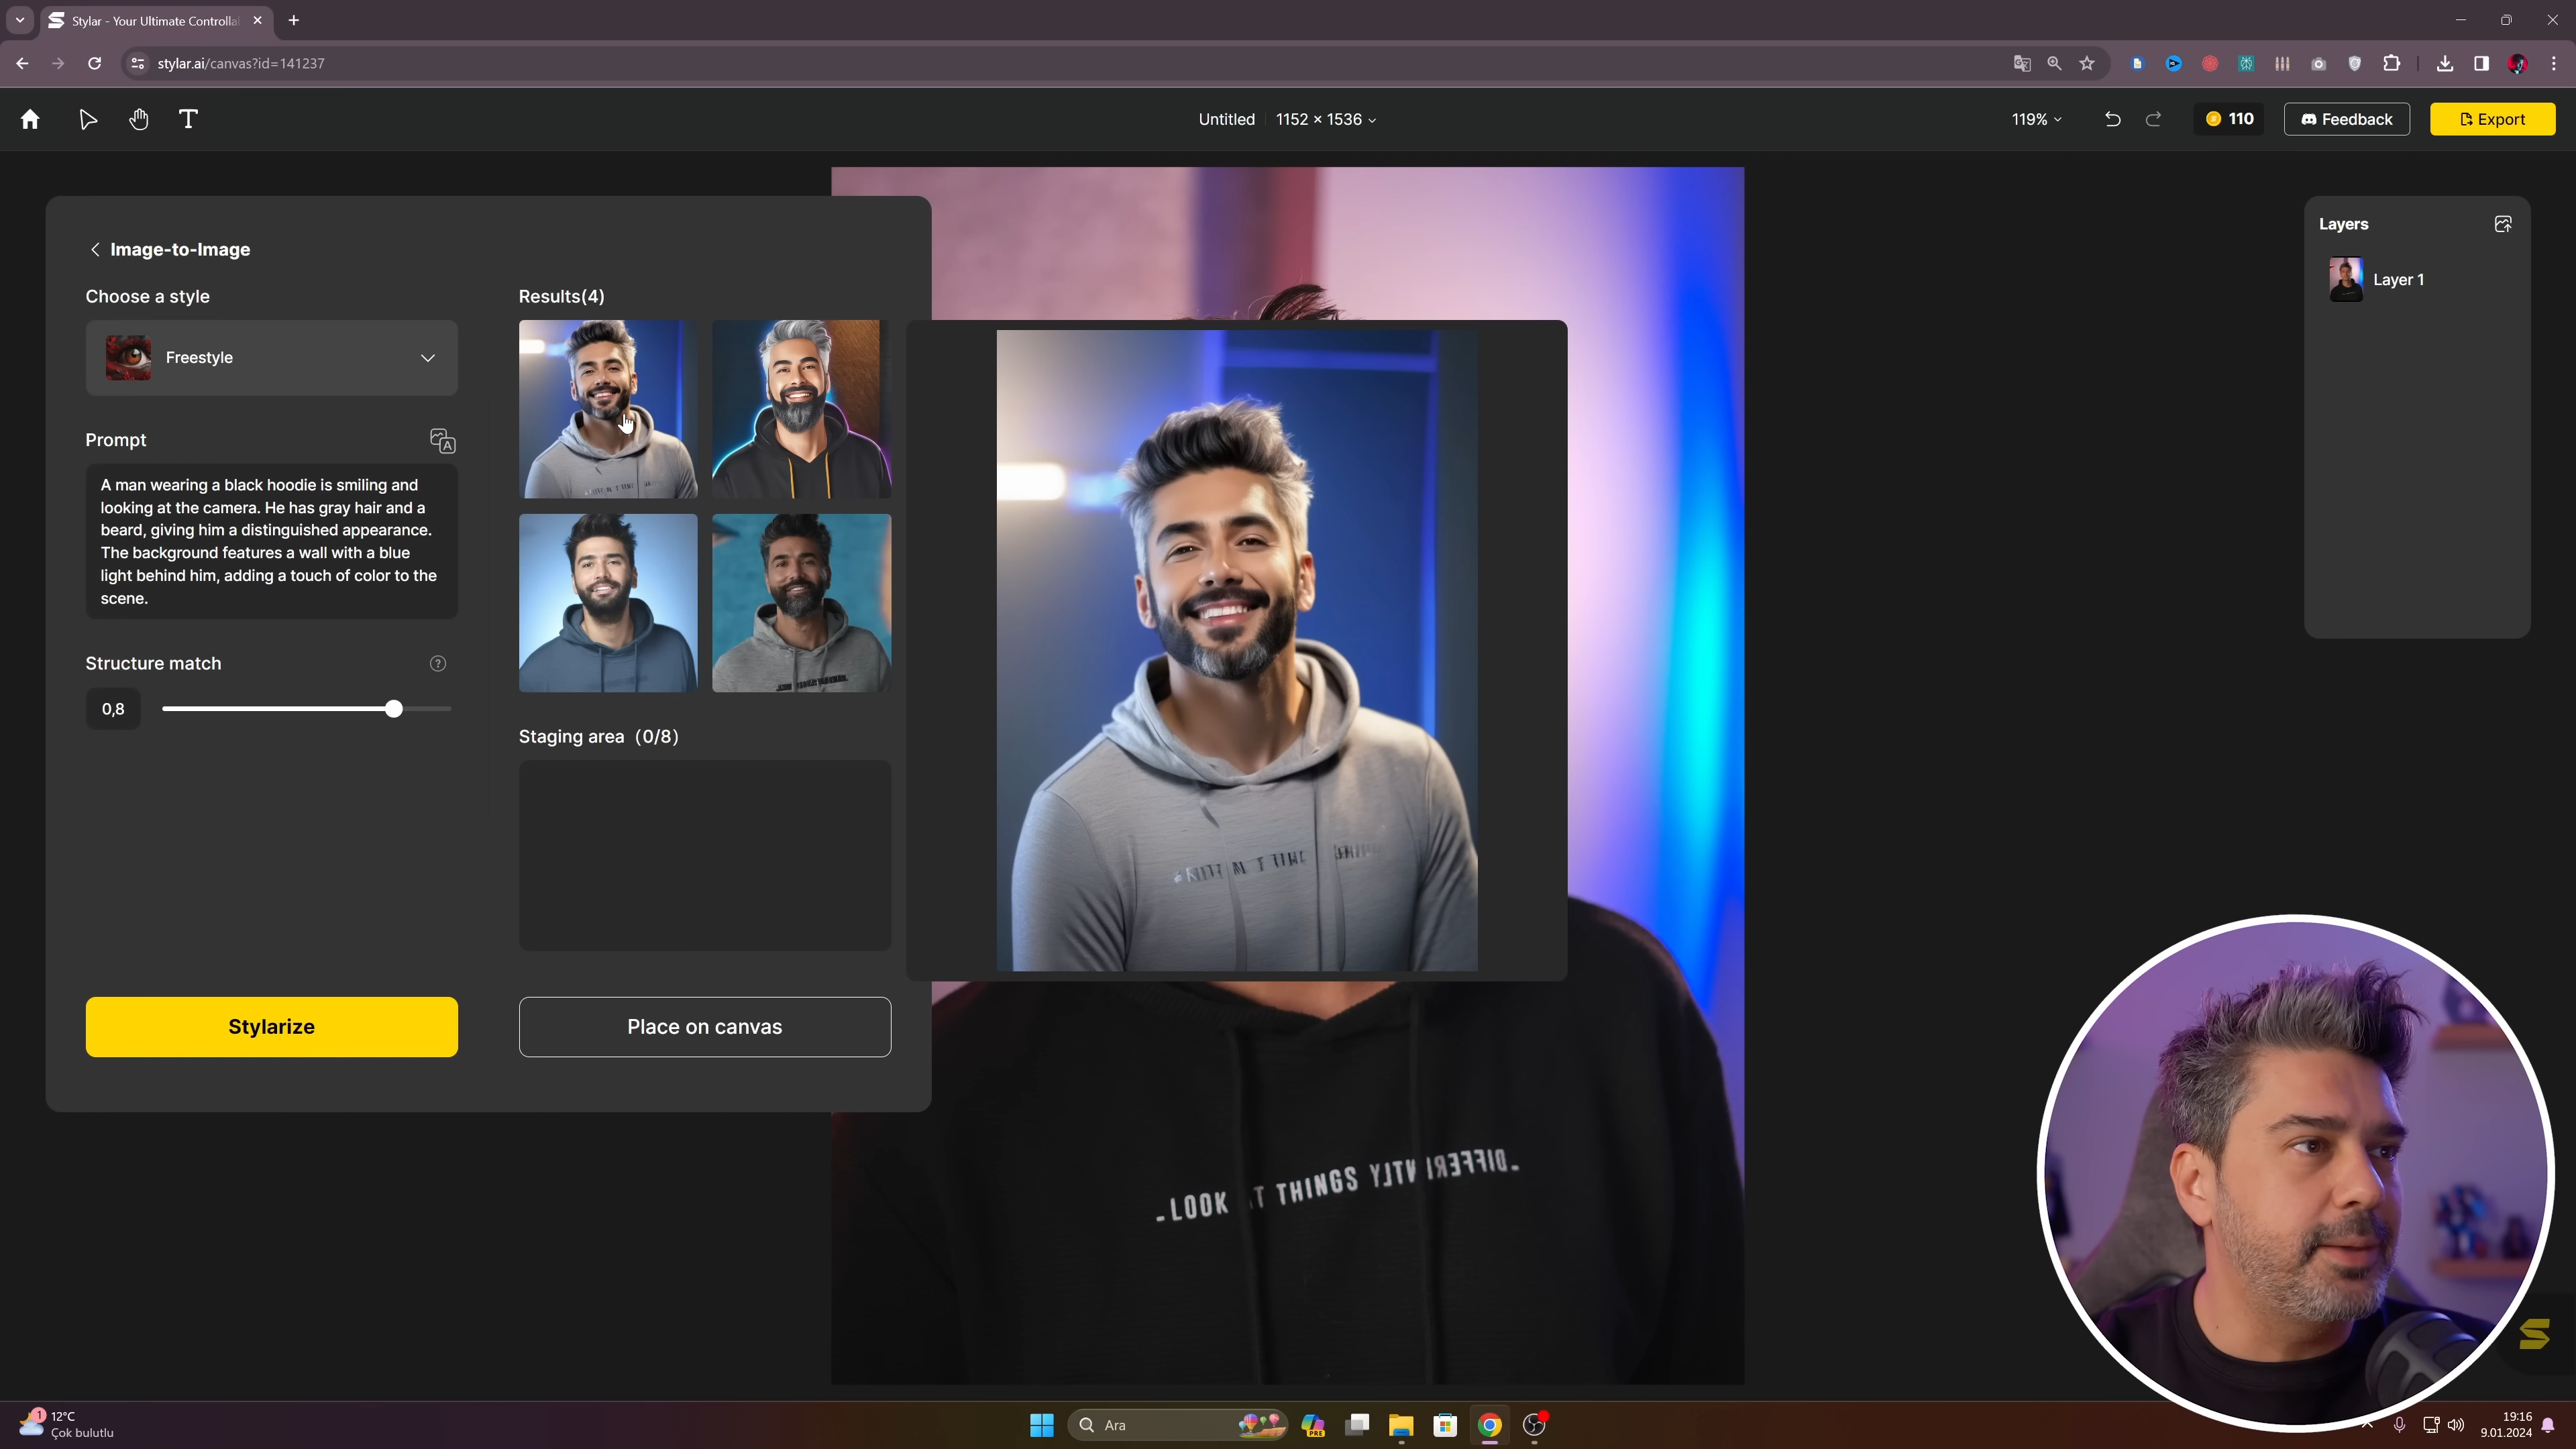 Stylar - Your Ultimate Controlla
stylar.ai/canvas?id=141237
Untitled
1152 × 1536
119%
110
Feedback
Export
Image-to-Image
Choose a style
Freestyle
Prompt
A
A man wearing a black hoodie is smiling and
looking at the camera. He has gray hair and a
beard, giving him a distinguished appearance.
The background features a wall with a blue
light behind him, adding a touch of color to the
scene.
Structure match
?
0,8
Stylarize
Results(4)
Staging area (0/8)
Place on canvas
Layers
Layer 1
LOOK
THINGS
1
12°C
Çok bulutlu
Ara
PRE
19:16
9.01.2024